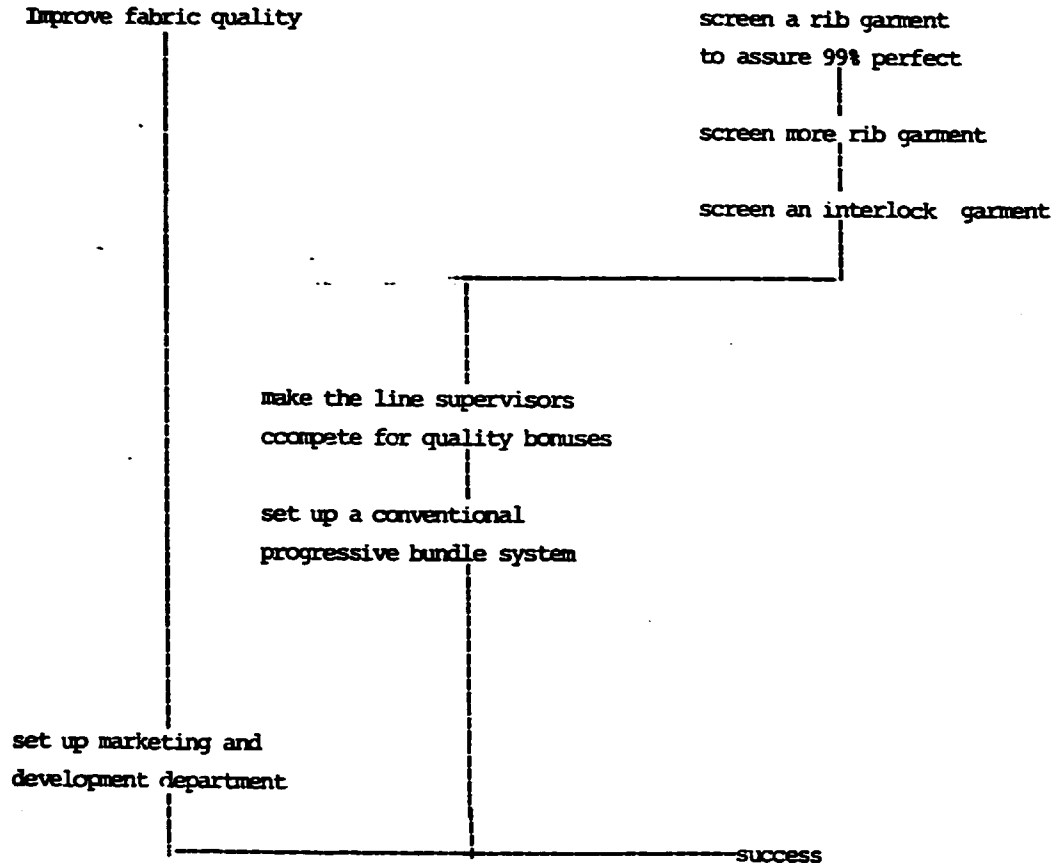 Improve fabric quality
screen a rib garment
to assure 99% perfect
screen more rib garment
screen an interlock garment
make the line supervisors
ccompete for quality bonuses
set up a conventional
progressive bundle system
set up marketing and
development department
success